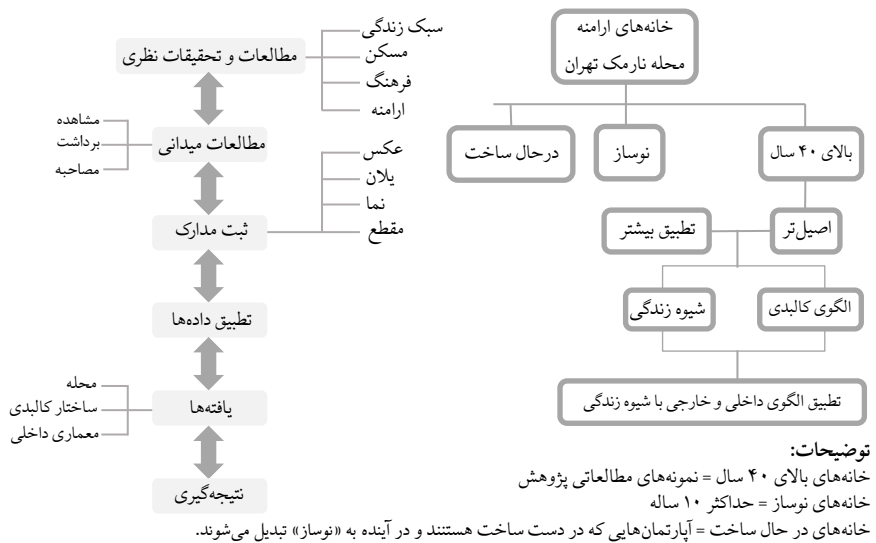 خانه‌های ارامنه
محله نارمک تهران
بالای ۴۰ سال
نوساز
درحال ساخت
اصیل‌تر
تطبیق بیشتر
الگوی کالبدی
شیوه زندگی
تطبیق الگوی داخلی و خارجی با شیوه زندگی
مطالعات و تحقیقات نظری
سبک زندگی
مسکن
فرهنگ
ارامنه
مطالعات میدانی
مشاهده
برداشت
مصاحبه
ثبت مدارک
عکس
پلان
نما
مقطع
تطبیق داده‌ها
یافته‌ها
محله
ساختار کالبدی
معماری داخلی
نتیجه‌گیری
توضیحات:
خانه‌های بالای ۴۰ سال = نمونه‌های مطالعاتی پژوهش
خانه‌های نوساز = حداکثر ۱۰ ساله
خانه‌های در حال ساخت = آپارتمان‌هایی که در دست ساخت هستنند و در آینده به «نوساز» تبدیل می‌شوند.